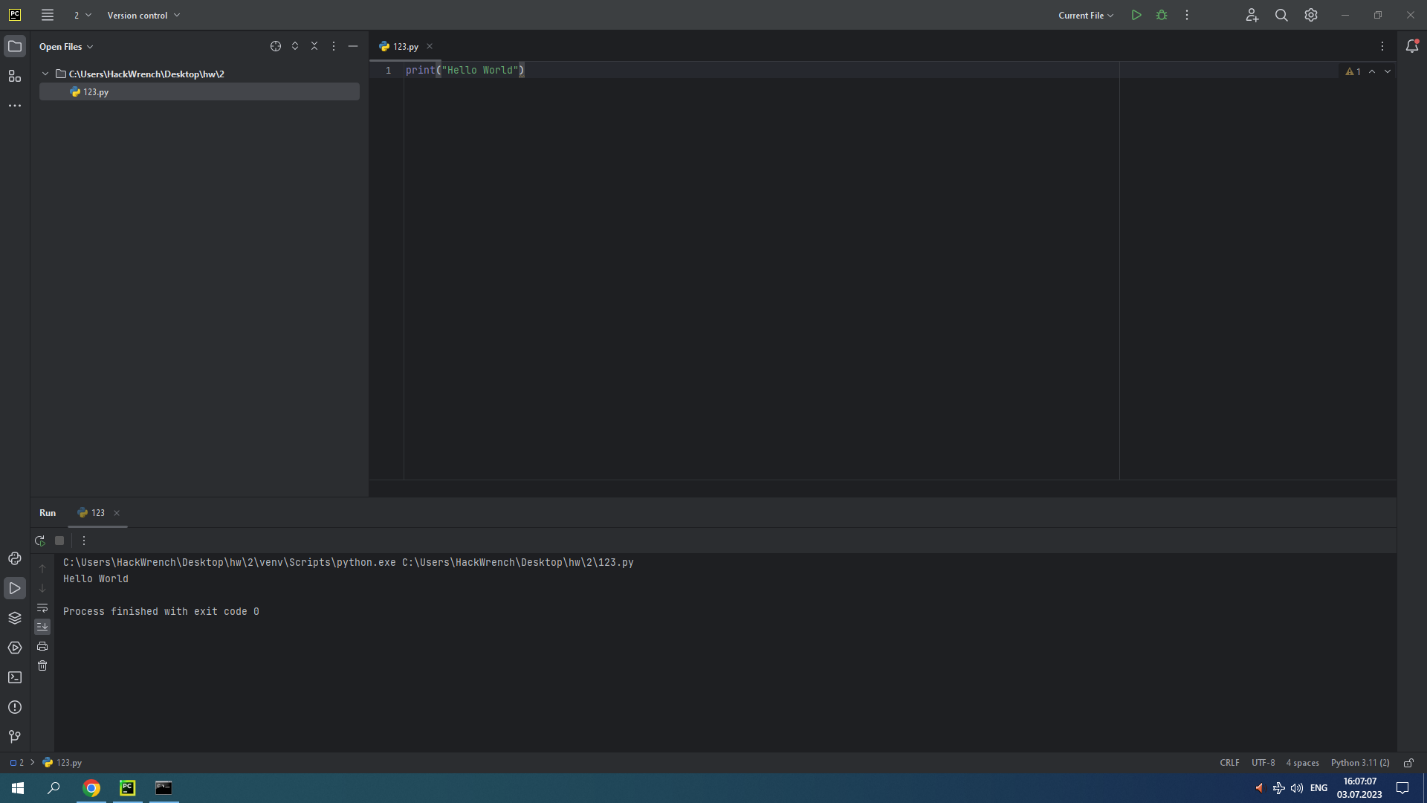 PC 2 Version control Current File
Open Files
123.py
C:\Users\HackWrench\Desktop\hw\2
123.py
1 print("Hello World")
1
Run 123
C:\Users\HackWrench\Desktop\hw\2\venv\Scripts\python.exe C:\Users\HackWrench\Desktop\hw\2\123.py
Hello World
Process finished with exit code 0
2 > 123.py CRLF UTF-8 4 spaces Python 3.11 (2)
PC ENG 16:07:07
03.07.2023